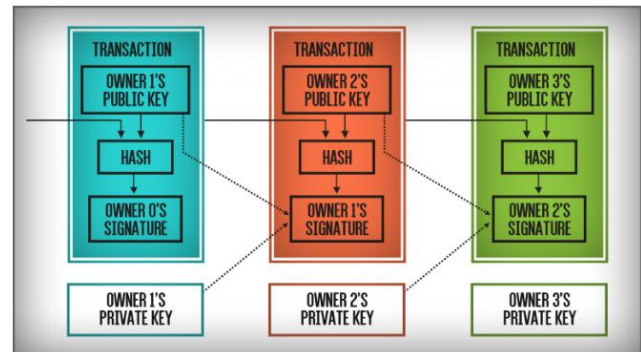 TRANSACTION
OWNER 1'S
PUBLIC KEY
HASH
OWNER 0'S
SIGNATURE
OWNER 1'S
PRIVATE KEY
TRANSACTION
OWNER 2'S
PUBLIC KEY
HASH
OWNER 1'S
SIGNATURE
OWNER 2'S
PRIVATE KEY
TRANSACTION
OWNER 3'S
PUBLIC KEY
HASH
OWNER 2'S
SIGNATURE
OWNER 3'S
PRIVATE KEY